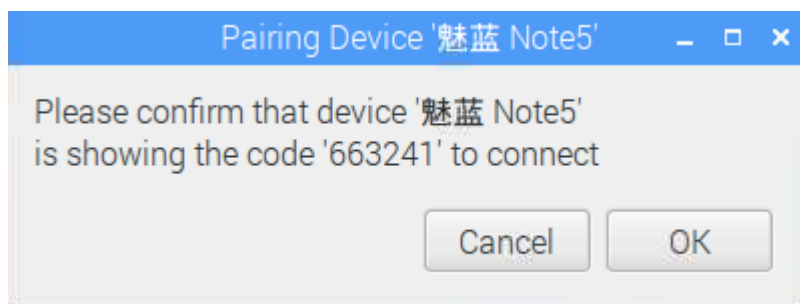 Pairing Device '魅蓝 Note5'
Please confirm that device '魅蓝 Note5'
is showing the code '663241' to connect
Cancel
OK